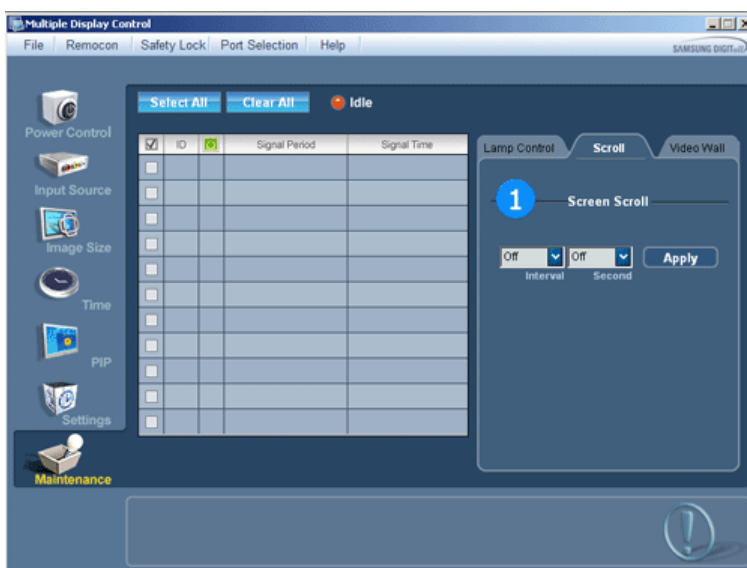 Multiple Display Control
File Remocon Safety Lock Port Selection Help
SAMSUNG DIGIT
Select All Clear All Idle
Power Control
ID Signal Period Signal Time
Lamp Control Scroll Video Wall
Input Source
1 Screen Scroll
Image Size
Off Off Apply
Interval Second
Time
PIP
Settings
Maintenance